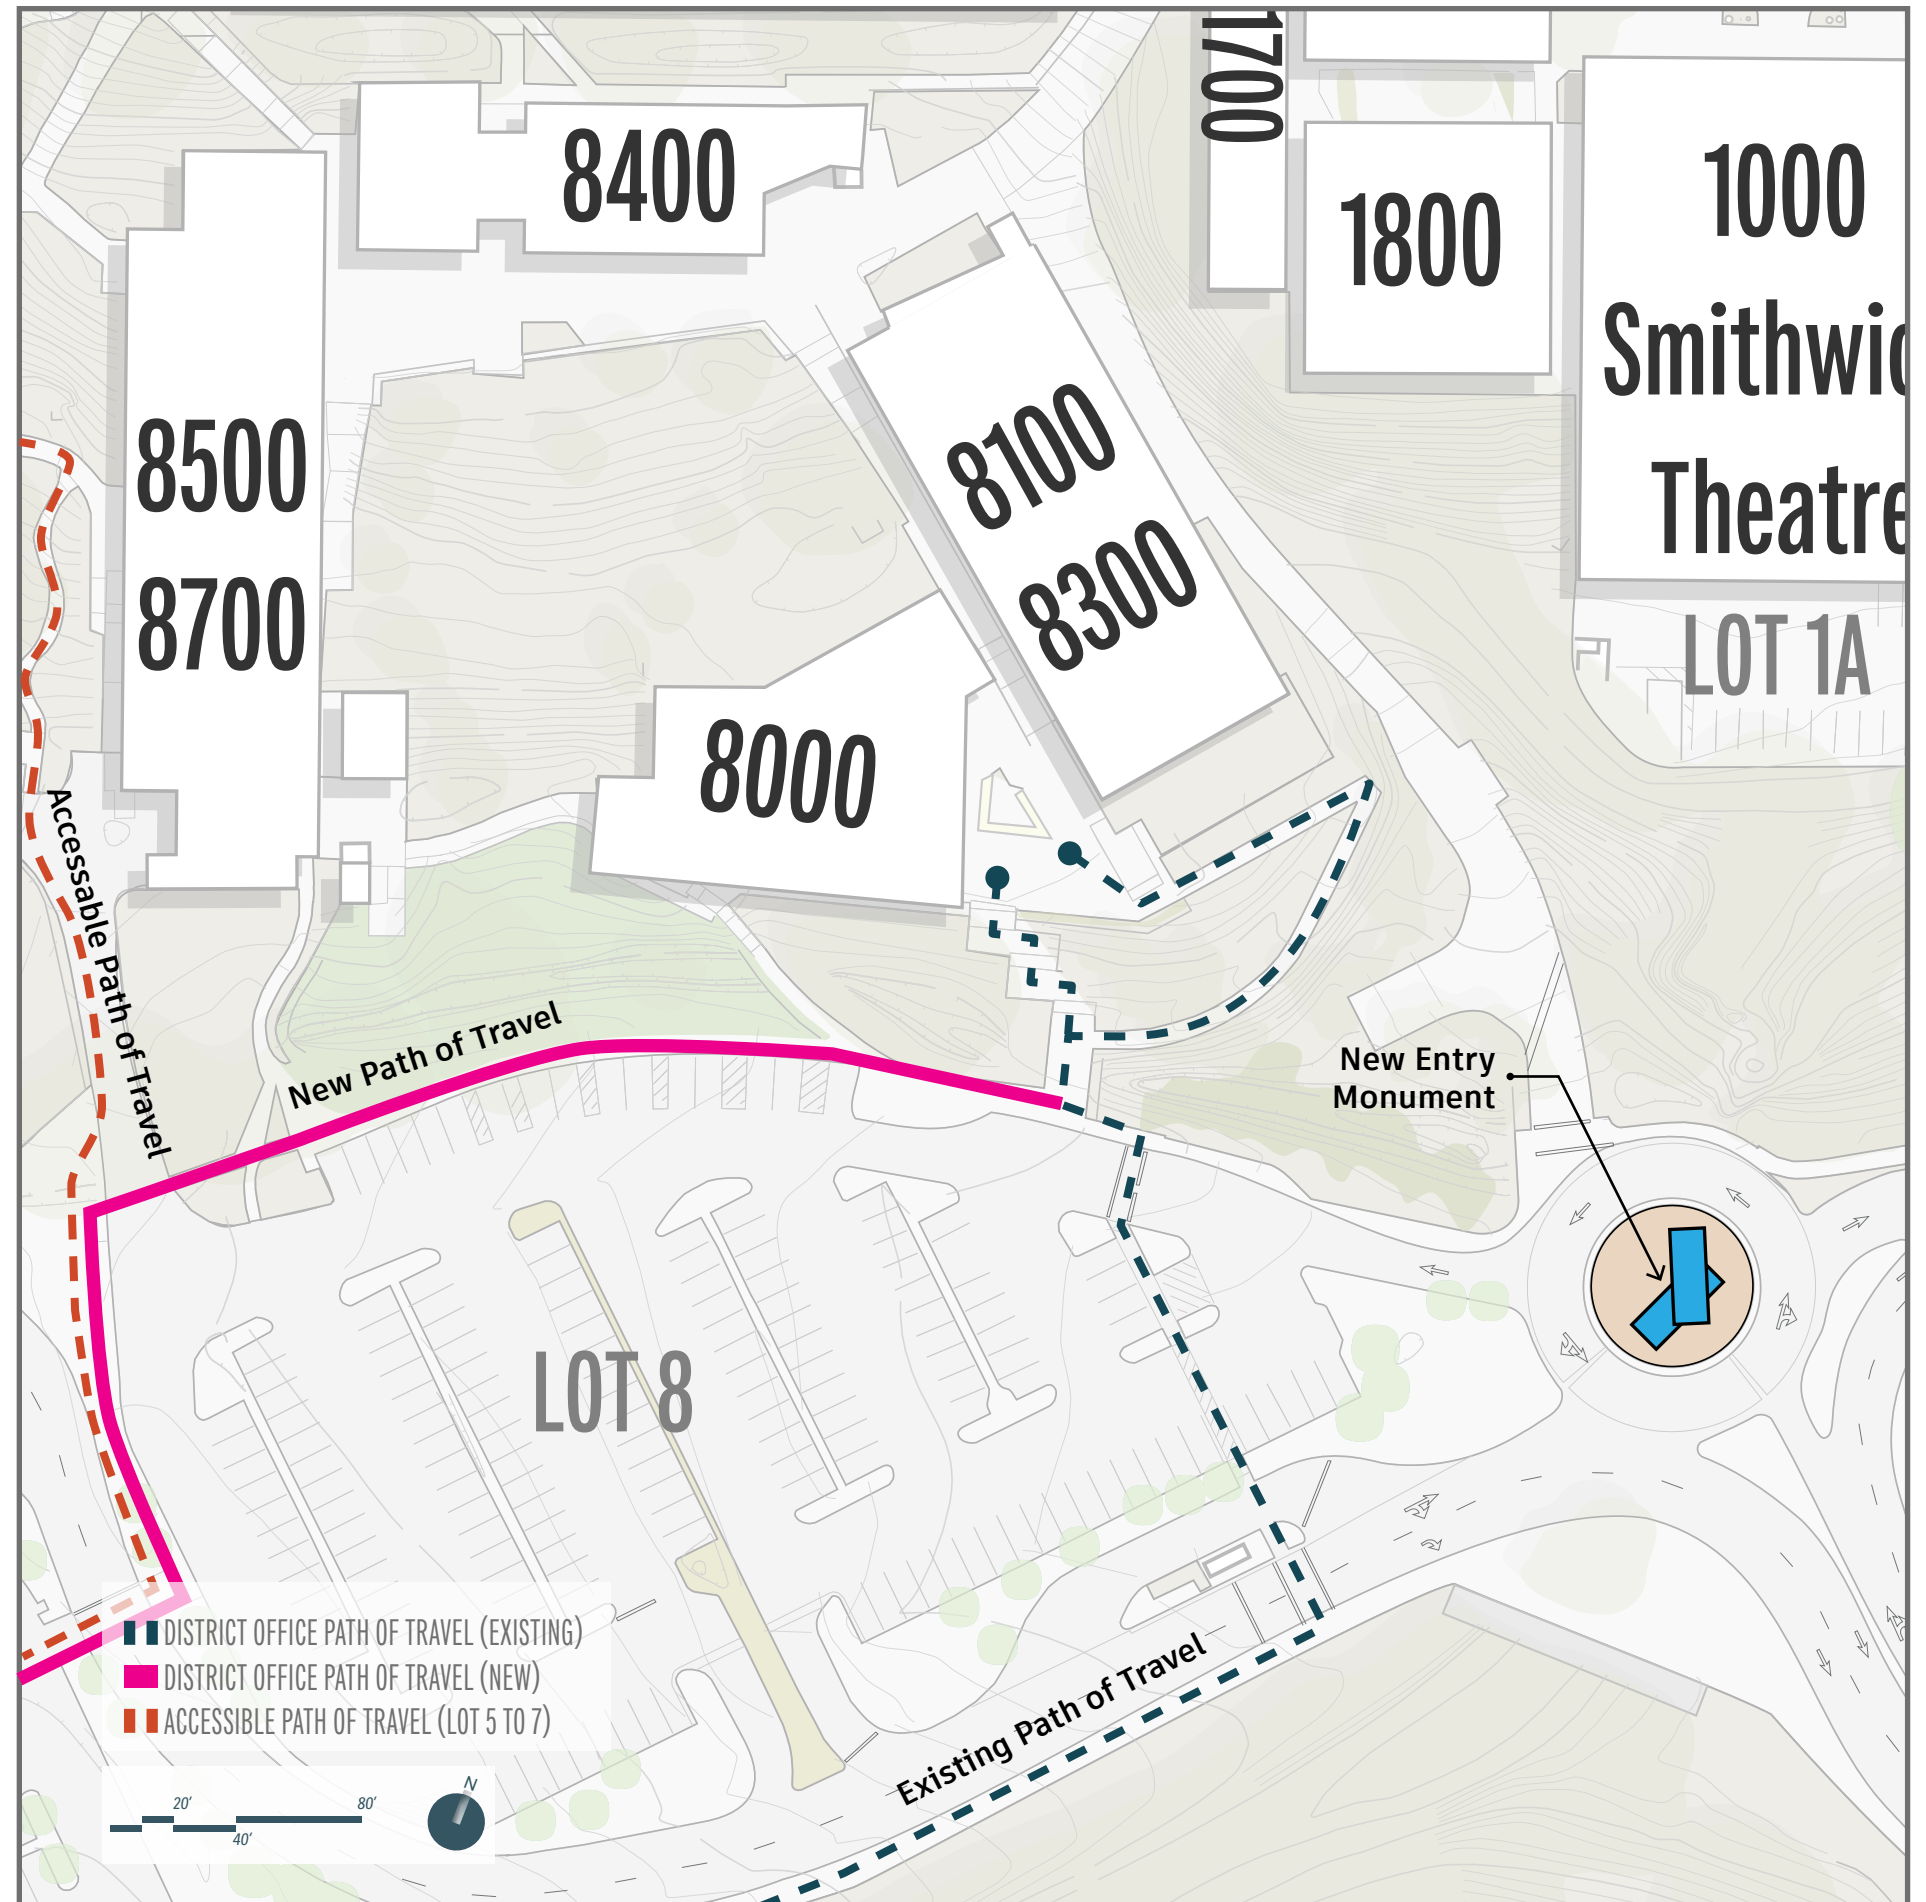 1700
8400
1800
1000
Smithwic
Theatre
8500
8700
8100
8300
LOT 1A
8000
Accessable Path of Travel
New Path of Travel
New Entry
Monument
LOT 8
DISTRICT OFFICE PATH OF TRAVEL (EXISTING)
DISTRICT OFFICE PATH OF TRAVEL (NEW)
ACCESSIBLE PATH OF TRAVEL (LOT 5 TO 7)
Existing Path of Travel
N
20'
80'
40'